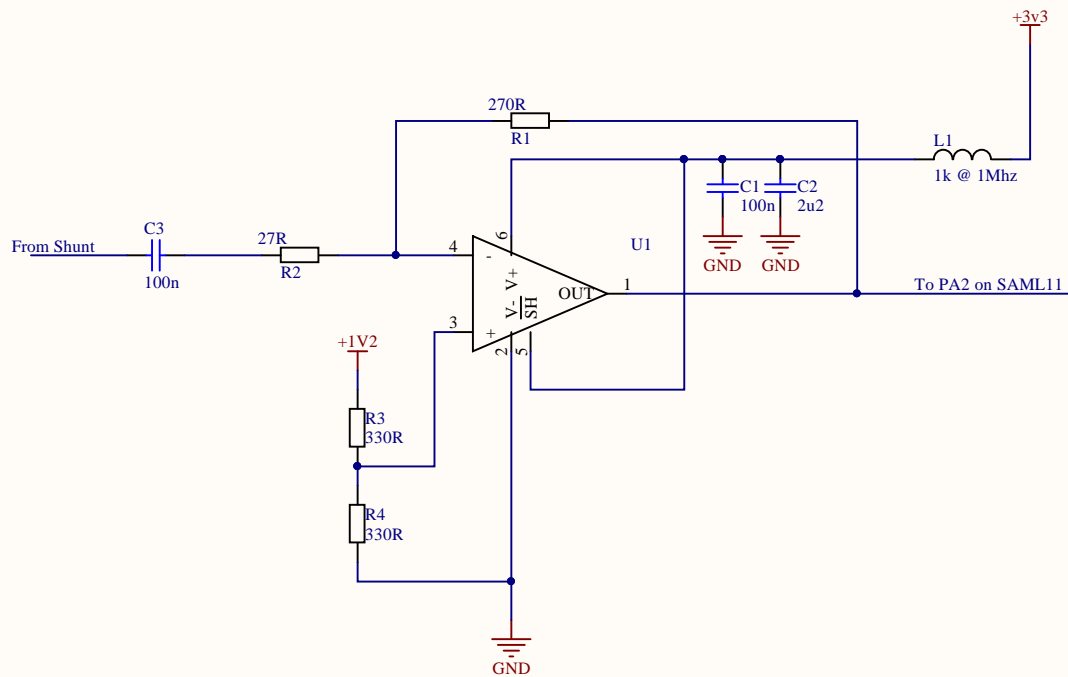 +3v3
270R
R1
L1
1k @ 1Mhz
C1
100n
C2
2u2
GND
GND
C3
100n
From Shunt
27R
R2
U1
4
6
-
V+
OUT
1
To PA2 on SAML11
3
+
V-
SH
2
5
+1V2
R3
330R
R4
330R
GND